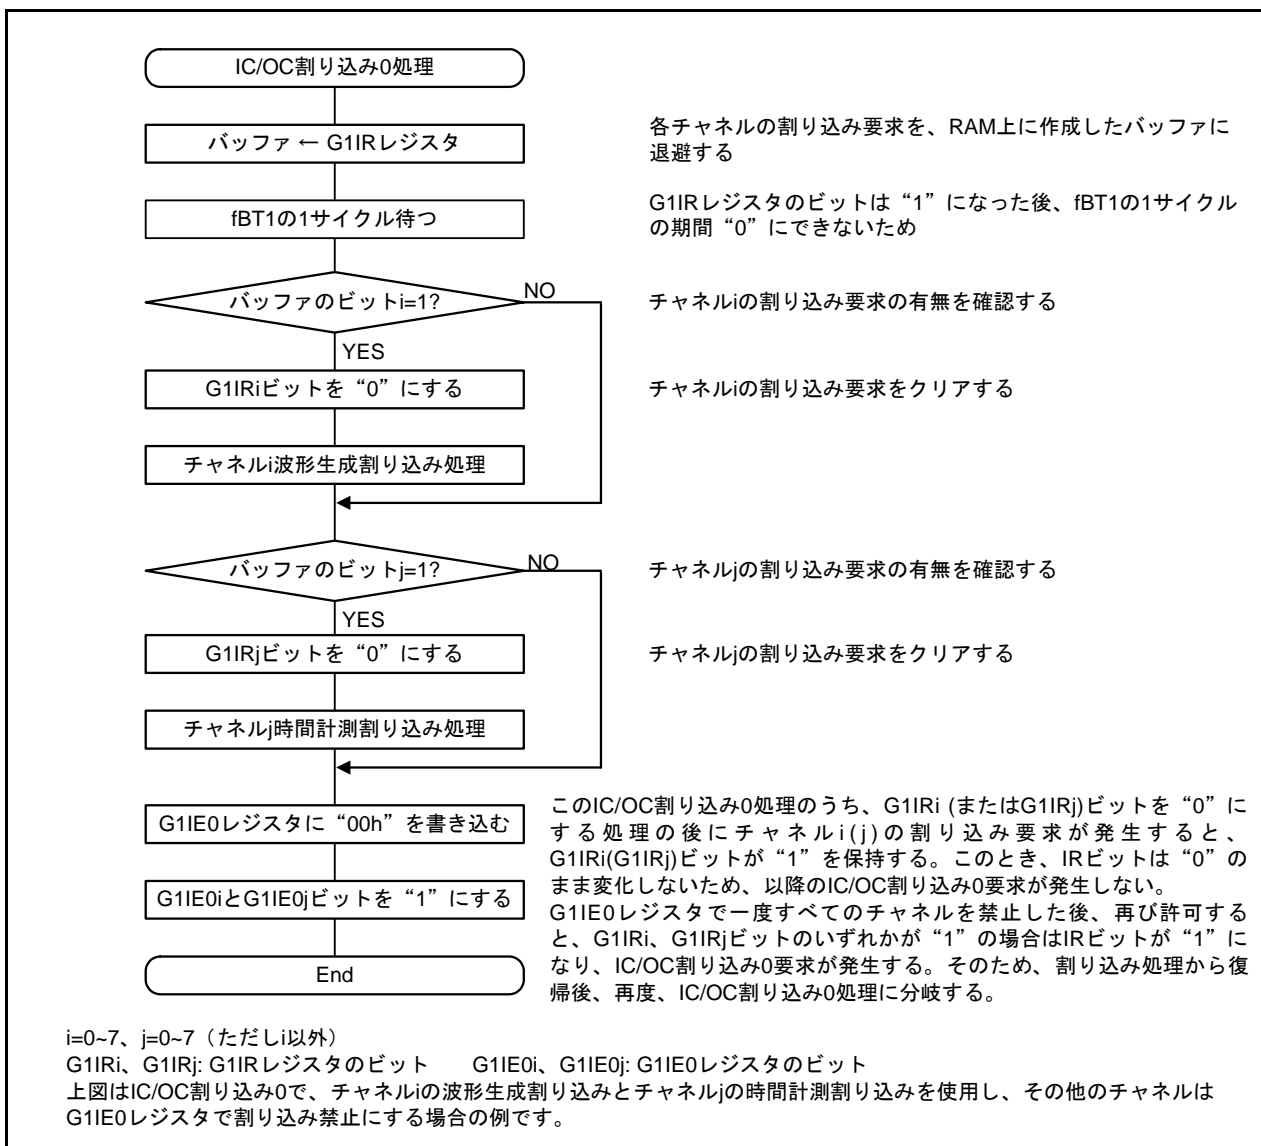 IC/OC割り込み0処理
バッファ ← G1IRレジスタ
各チャネルの割り込み要求を、RAM上に作成したバッファに
退避する
fBT1の1サイクル待つ
G1IRレジスタのビットは“1”になった後、fBT1の1サイクル
の期間“0”にできないため
バッファのビットi=1?
NO
チャネルiの割り込み要求の有無を確認する
YES
G1IRiビットを“0”にする
チャネルiの割り込み要求をクリアする
チャネルi波形生成割り込み処理
バッファのビットj=1?
NO
チャネルjの割り込み要求の有無を確認する
YES
G1IRjビットを“0”にする
チャネルjの割り込み要求をクリアする
チャネルj時間計測割り込み処理
G1IE0レジスタに“00h”を書き込む
G1IE0iとG1IE0jビットを“1”にする
End
このIC/OC割り込み0処理のうち、G1IRi (またはG1IRj)ビットを“0”に
する処理の後にチャネルi(j)の割り込み要求が発生すると、
G1IRi(G1IRj)ビットが“1”を保持する。このとき、IRビットは“0”の
まま変化しないため、以降のIC/OC割り込み0要求が発生しない。
G1IE0レジスタで一度すべてのチャネルを禁止した後、再び許可する
と、G1IRi、G1IRjビットのいずれかが“1”の場合はIRビットが“1”に
なり、IC/OC割り込み0要求が発生する。そのため、割り込み処理から復
帰後、再度、IC/OC割り込み0処理に分岐する。
i=0~7、j=0~7（ただしi以外）
G1IRi、G1IRj: G1IRレジスタのビット　　G1IE0i、G1IE0j: G1IE0レジスタのビット
上図はIC/OC割り込み0で、チャネルiの波形生成割り込みとチャネルjの時間計測割り込みを使用し、その他のチャネルは
G1IE0レジスタで割り込み禁止にする場合の例です。